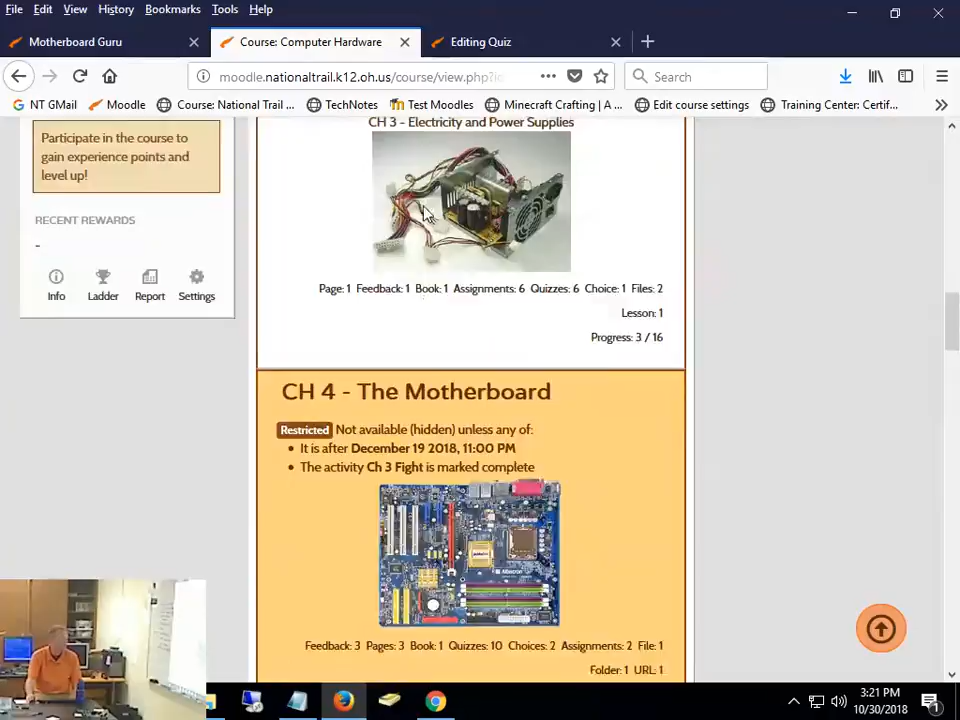 File Edit View History Bookmarks Tools Help
Motherboard Guru
Course: Computer Hardware
Editing Quiz
moodle.nationaltrail.k12.oh.us/course/view.php?i
Search
NT GMail Moodle Course: National Trail ... TechNotes Test Moodles Minecraft Crafting | A ... Edit course settings Training Center: Certif...
Participate in the course to
gain experience points and
level up!
RECENT REWARDS
-
Info Ladder Report Settings
CH 3 - Electricity and Power Supplies
Page: 1 Feedback: 1 Book: 1 Assignments: 6 Quizzes: 6 Choice: 1 Files: 2
Lesson: 1
Progress: 3 / 16
CH 4 - The Motherboard
Restricted Not available (hidden) unless any of:
It is after December 19 2018, 11:00 PM
The activity Ch 3 Fight is marked complete
Feedback: 3 Pages: 3 Book: 1 Quizzes: 10 Choices: 2 Assignments: 2 File: 1
Folder: 1 URL: 1
3:21 PM
10/30/2018